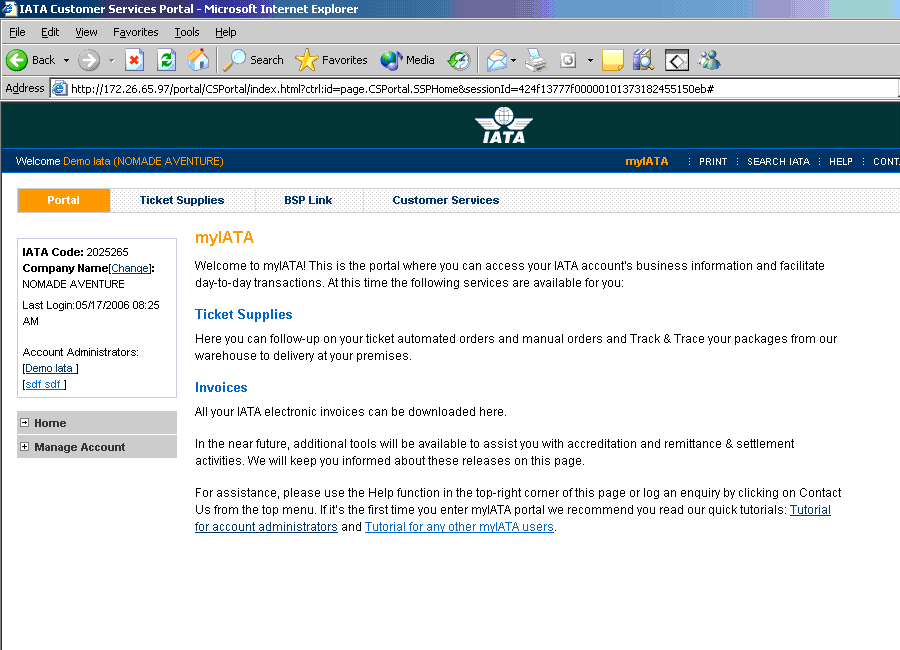 IATA Customer Services Portal - Microsoft Internet Explorer
File Edit View Favorites Tools Help
Back Search Favorites Media
Address http://172.26.65.97/portal/CSPortal/index.html?ctrl:id=page.CSPortal.SSPHome&sessionId=424f13777f00000101373182455150eb#
IATA
Welcome Demo Iata (NOMADE AVENTURE) myIATA : PRINT : SEARCH IATA : HELP : CONT
Portal Ticket Supplies BSP Link Customer Services
IATA Code: 2025265
Company Name[Change]:
NOMADE AVENTURE
Last Login:05/17/2006 08:25
AM
Account Administrators:
[Demo Iata ]
[sdf sdf ]
Home
Manage Account
myIATA
Welcome to myIATA! This is the portal where you can access your IATA account's business information and facilitate
day-to-day transactions. At this time the following services are available for you:
Ticket Supplies
Here you can follow-up on your ticket automated orders and manual orders and Track & Trace your packages from our
warehouse to delivery at your premises.
Invoices
All your IATA electronic invoices can be downloaded here.
In the near future, additional tools will be available to assist you with accreditation and remittance & settlement
activities. We will keep you informed about these releases on this page.
For assistance, please use the Help function in the top-right corner of this page or log an enquiry by clicking on Contact
Us from the top menu. If it's the first time you enter myIATA portal we recommend you read our quick tutorials: Tutorial
for account administrators and Tutorial for any other myIATA users.